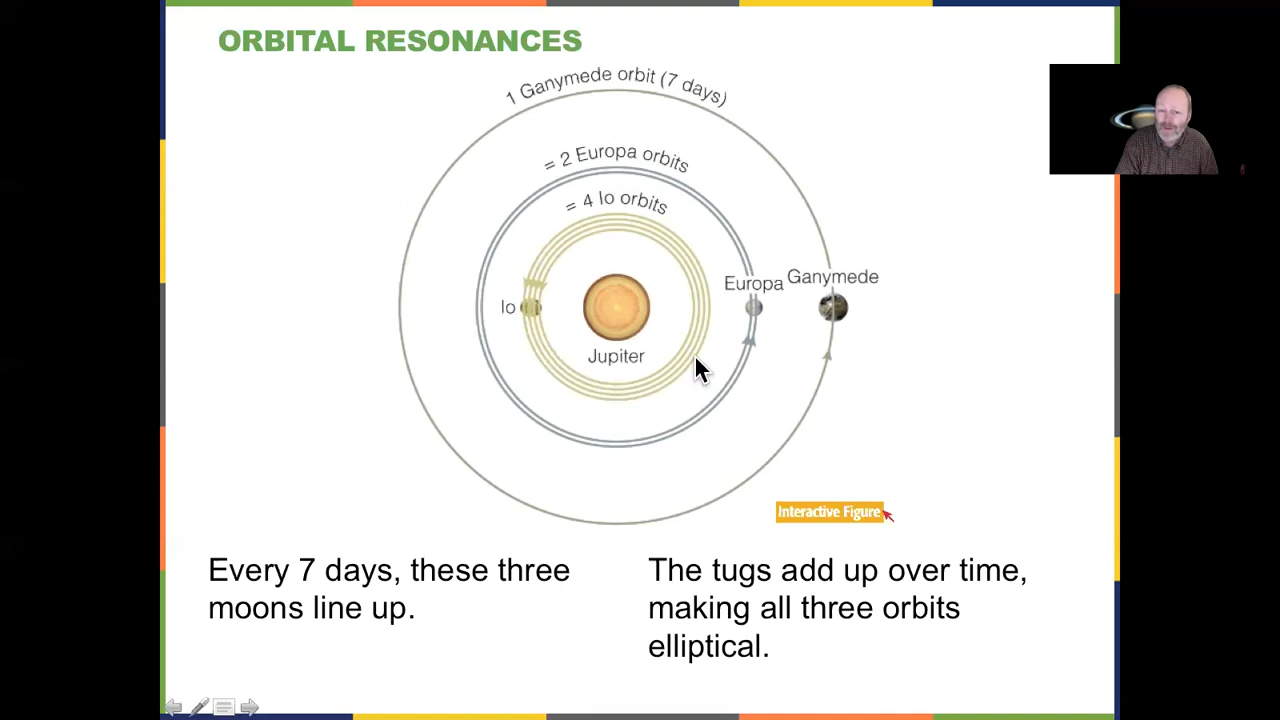 ORBITAL RESONANCES
1 Ganymede orbit (7 days)
= 2 Europa orbits
= 4 Io orbits
Europa
Ganymede
Io
Jupiter
Interactive Figure
Every 7 days, these three
moons line up.
The tugs add up over time,
making all three orbits
elliptical.